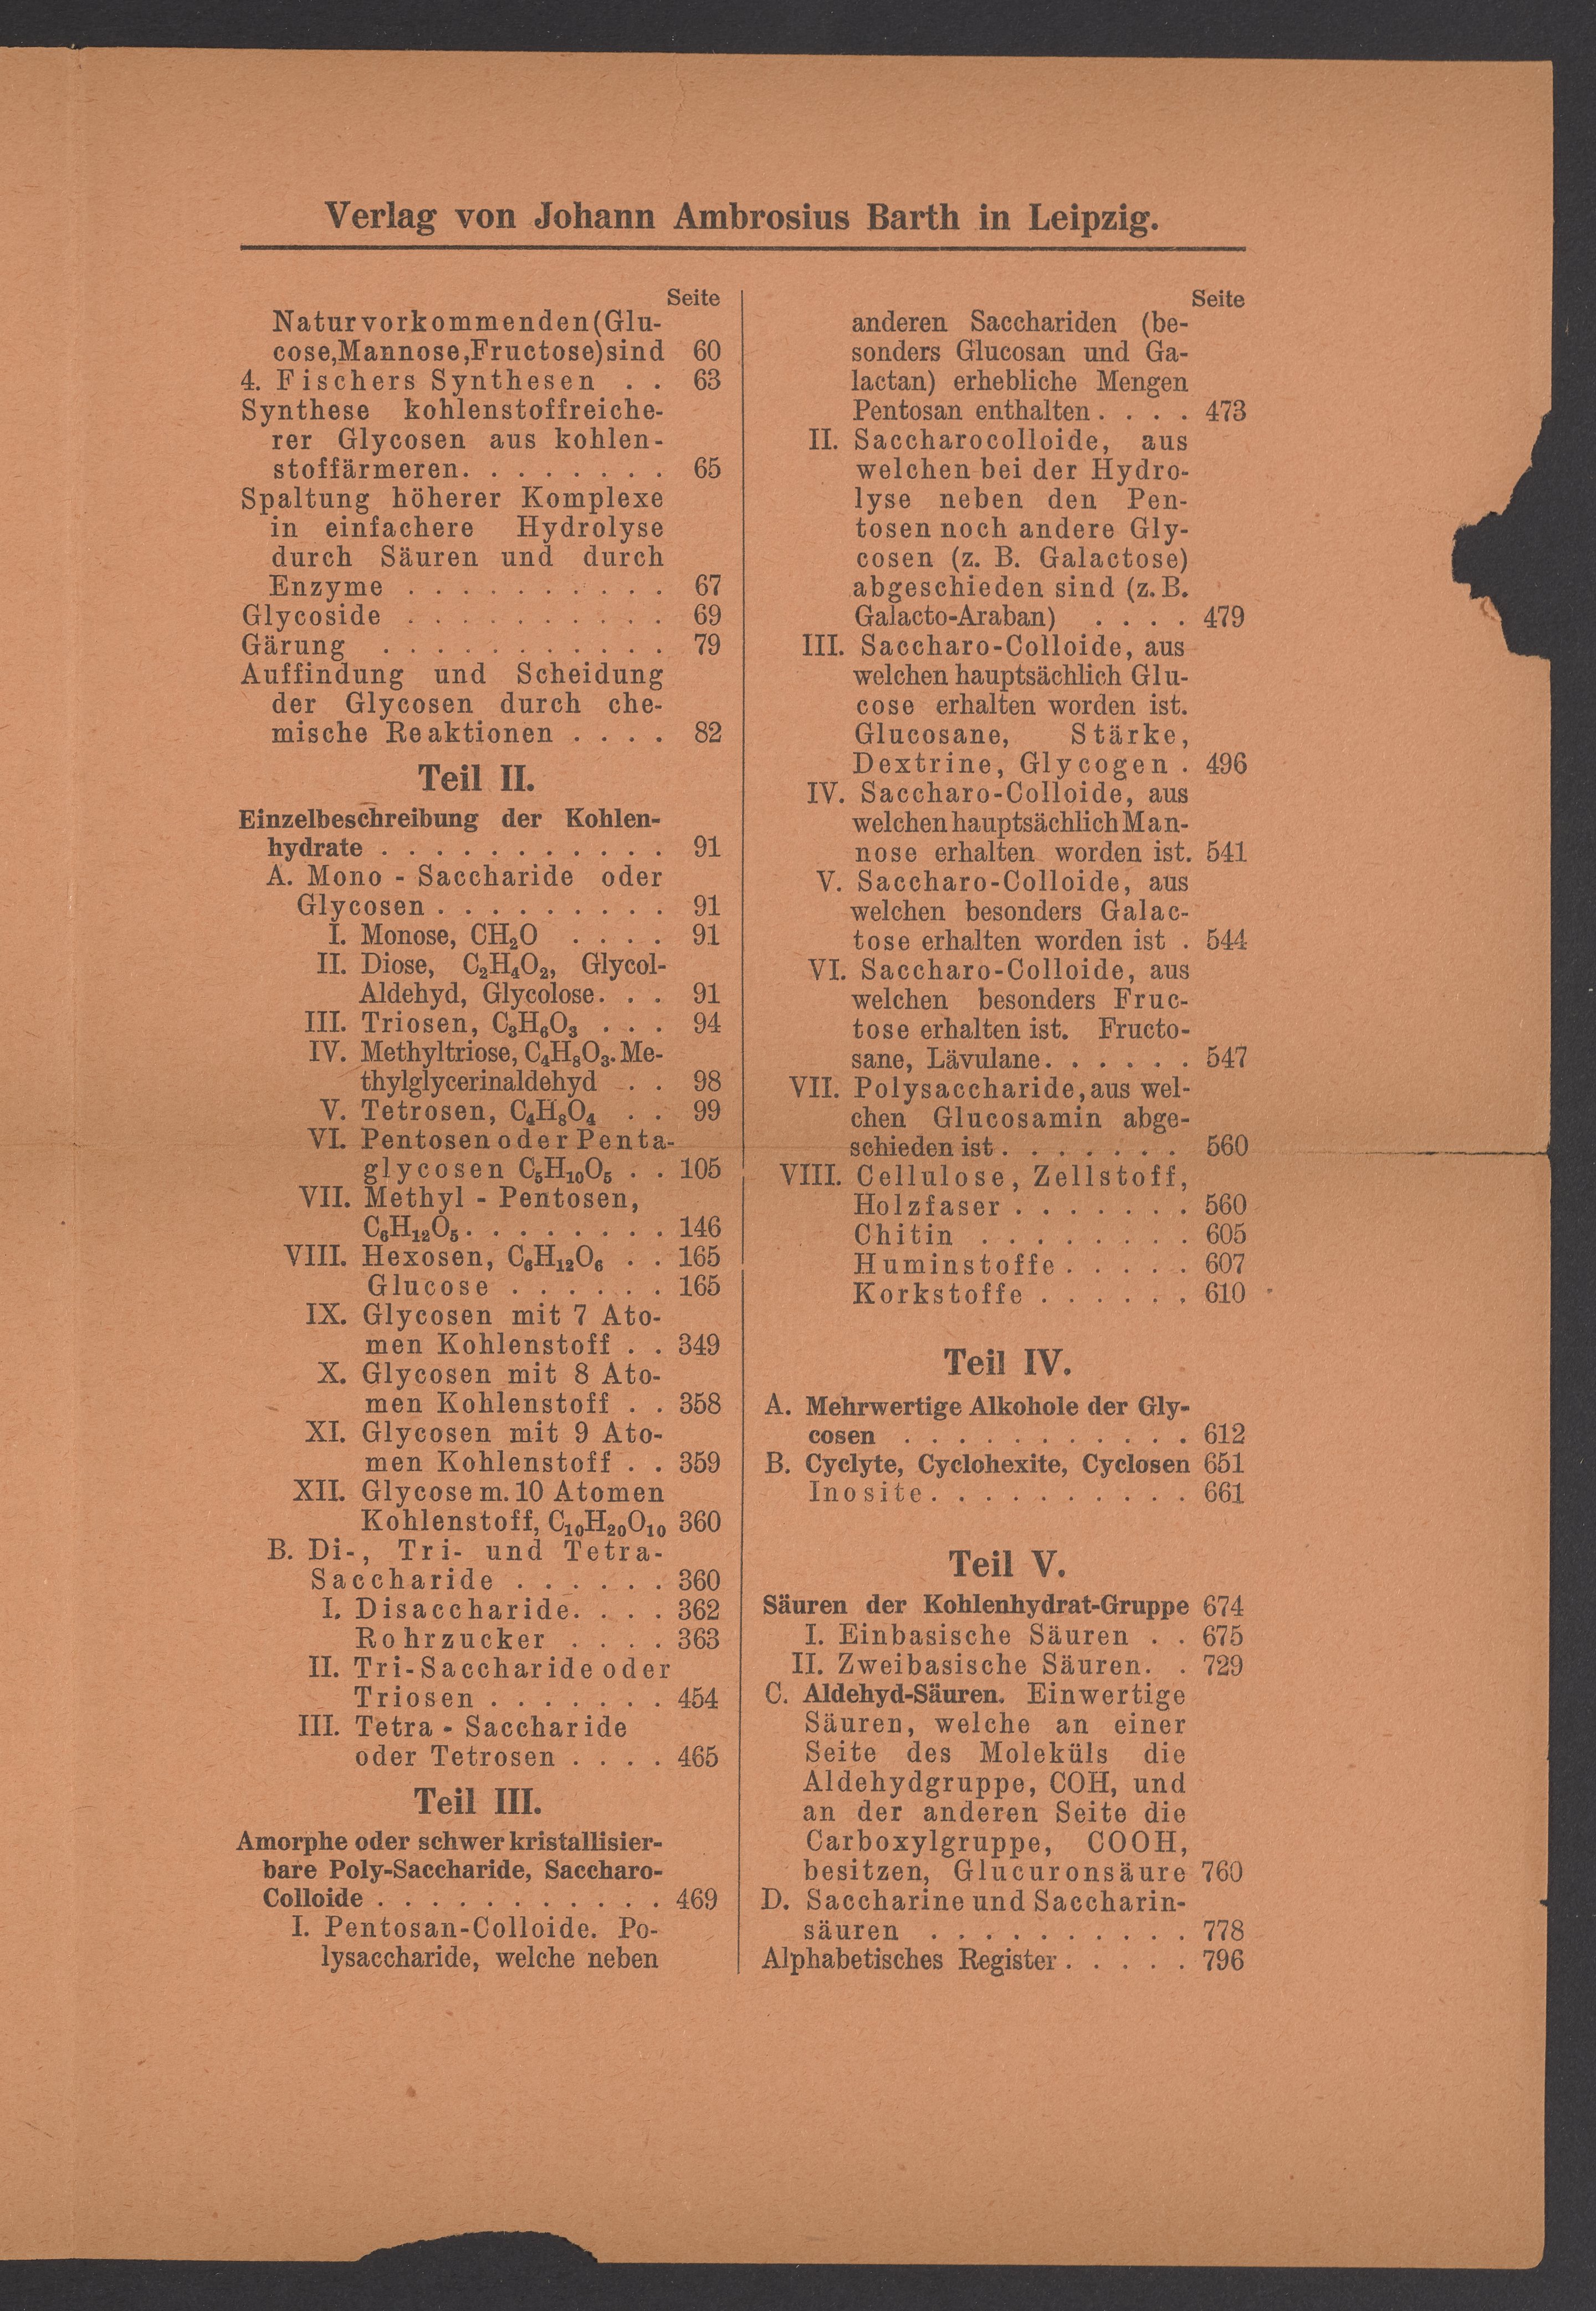 Verlag von Johann Ambrosius Barth in Leipzig.
Seite
Natur vorkommenden (Glu-
cose, Mannose, Fructose) sind 60
4. Fischers Synthesen . . 63
Synthese kohlenstoffreiche-
rer Glycosen aus kohlen-
stoffärmeren. . . . . . . . 65
Spaltung höherer Komplexe
in einfachere Hydrolyse
durch Säuren und durch
Enzyme . . . . . . . . . . 67
Glycoside . . . . . . . . . . 69
Gärung . . . . . . . . . . . 79
Auffindung und Scheidung
der Glycosen durch che-
mische Reaktionen . . . . 82
Teil II.
Einzelbeschreibung der Kohlen-
hydrate . . . . . . . . . . . 91
A. Mono - Saccharide oder
Glycosen . . . . . . . . . 91
I. Monose, CH₂O . . . . 91
II. Diose, C₂H₄O₂, Glycol-
Aldehyd, Glycolose. . . 91
III. Triosen, C₃H₆O₃ . . . 94
IV. Methyltriose, C₄H₈O₃. Me-
thylglycerinaldehyd . . 98
V. Tetrosen, C₄H₈O₄ . . 99
VI. Pentosen oder Penta-
glycosen C₅H₁₀O₅ . . 105
VII. Methyl - Pentosen,
C₆H₁₂O₅. . . . . . . . 146
VIII. Hexosen, C₆H₁₂O₆ . . 165
Glucose . . . . . . 165
IX. Glycosen mit 7 Ato-
men Kohlenstoff . . 349
X. Glycosen mit 8 Ato-
men Kohlenstoff . . 358
XI. Glycosen mit 9 Ato-
men Kohlenstoff . . 359
XII. Glycose m. 10 Atomen
Kohlenstoff, C₁₀H₂₀O₁₀ 360
B. Di-, Tri- und Tetra-
Saccharide . . . . . . 360
I. Disaccharide. . . . 362
Rohrzucker . . . . 363
II. Tri-Saccharide oder
Triosen . . . . . . . 454
III. Tetra - Saccharide
oder Tetrosen . . . . 465
Teil III.
Amorphe oder schwer kristallisier-
bare Poly-Saccharide, Saccharo-
Colloide . . . . . . . . . . . 469
I. Pentosan-Colloide. Po-
lysaccharide, welche neben
Seite
anderen Sacchariden (be-
sonders Glucosan und Ga-
lactan) erhebliche Mengen
Pentosan enthalten . . . . 473
II. Saccharocolloide, aus
welchen bei der Hydro-
lyse neben den Pen-
tosen noch andere Gly-
cosen (z. B. Galactose)
abgeschieden sind (z. B.
Galacto-Araban) . . . . 479
III. Saccharo-Colloide, aus
welchen hauptsächlich Glu-
cose erhalten worden ist.
Glucosane, Stärke,
Dextrine, Glycogen . 496
IV. Saccharo-Colloide, aus
welchen hauptsächlich Man-
nose erhalten worden ist. 541
V. Saccharo-Colloide, aus
welchen besonders Galac-
tose erhalten worden ist . 544
VI. Saccharo-Colloide, aus
welchen besonders Fruc-
tose erhalten ist. Fructo-
sane, Lävulane. . . . . . 547
VII. Polysaccharide, aus wel-
chen Glucosamin abge-
schieden ist . . . . . . . 560
VIII. Cellulose, Zellstoff,
Holzfaser . . . . . . . 560
Chitin . . . . . . . . 605
Huminstoffe . . . . . 607
Korkstoffe . . . . . . 610
Teil IV.
A. Mehrwertige Alkohole der Gly-
cosen . . . . . . . . . . . 612
B. Cyclyte, Cyclohexite, Cyclosen 651
Inosite. . . . . . . . . . 661
Teil V.
Säuren der Kohlenhydrat-Gruppe 674
I. Einbasische Säuren . . 675
II. Zweibasische Säuren. . 729
C. Aldehyd-Säuren. Einwertige
Säuren, welche an einer
Seite des Moleküls die
Aldehydgruppe, COH, und
an der anderen Seite die
Carboxylgruppe, COOH,
besitzen, Glucuronsäure 760
D. Saccharine und Saccharin-
säuren . . . . . . . . . . 778
Alphabetisches Register . . . . . 796